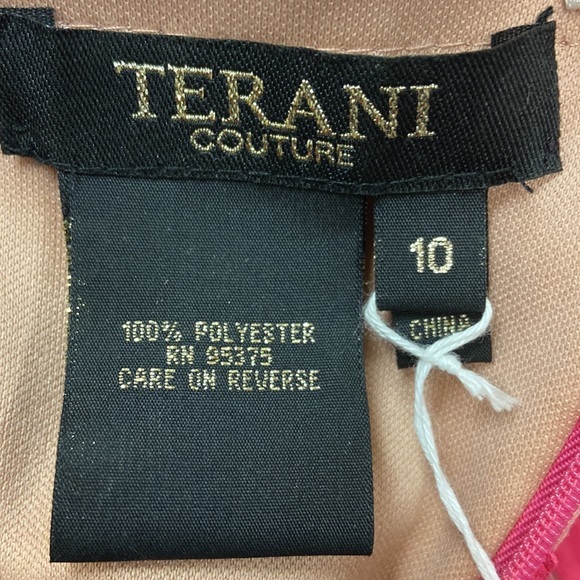 TERANI
COUTURE
10
CHINA
100% POLYESTER
RN 95375
CARE ON REVERSE